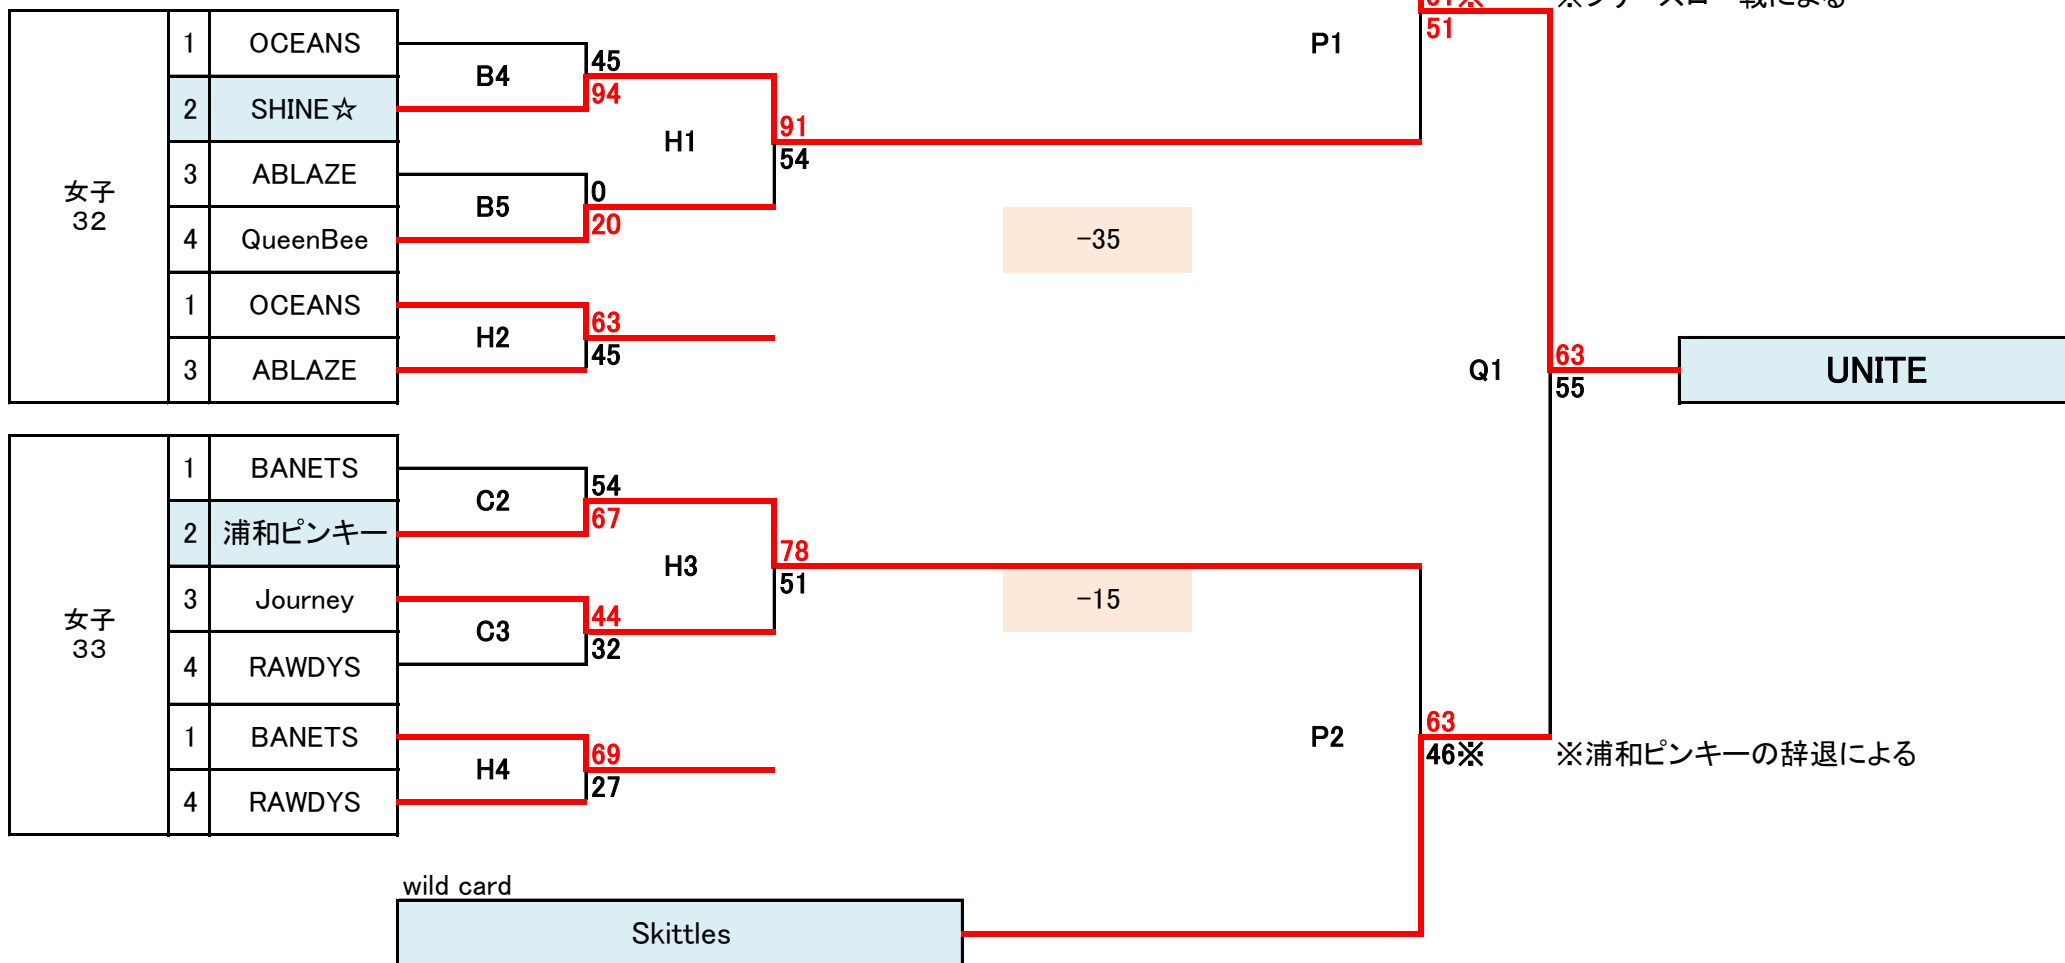 51
P1
1 OCEANS
45
B4
2 SHINE☆
94
91
H1
54
3 ABLAZE
0
B5
4 QueenBee
20
女子
32
-35
1 OCEANS
63
H2
45
3 ABLAZE
Q1
63
55
UNITE
1 BANETS
54
C2
2 浦和ピンキー
67
78
H3
51
-15
3 Journey
44
C3
32
4 RAWDYS
女子
33
1 BANETS
69
H4
27
4 RAWDYS
P2
63
46※
※浦和ピンキーの辞退による
wild card
Skittles